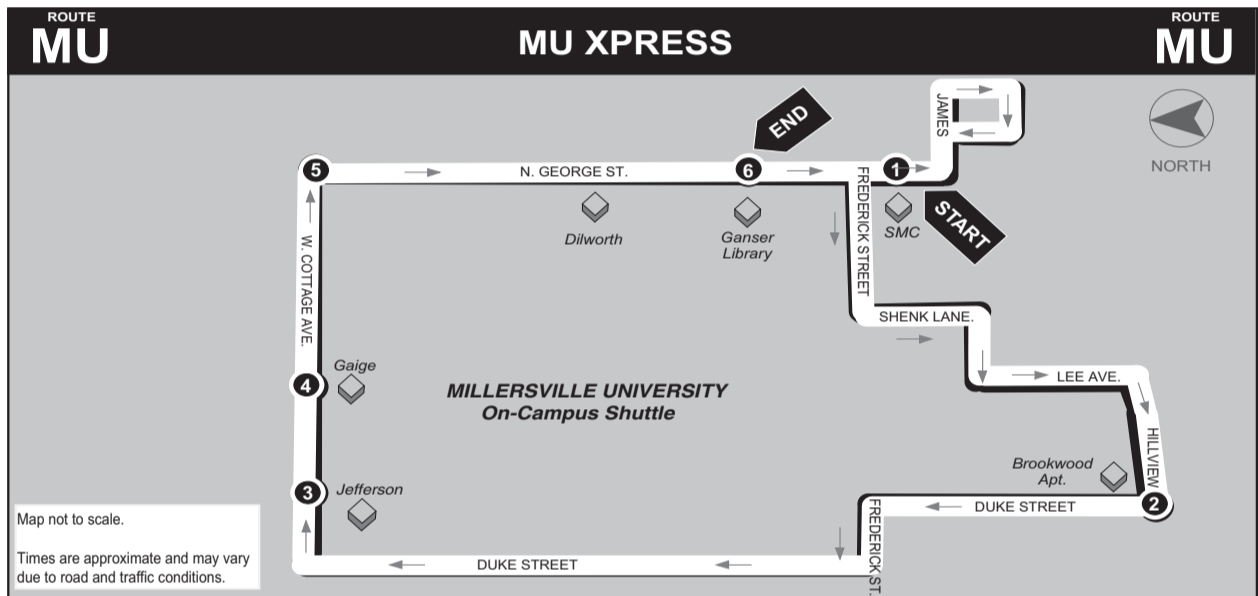 ROUTE
MU
MU XPRESS
ROUTE
MU
JAMES
END
NORTH
5
N. GEORGE ST.
6
1
FREDERICK STREET
SMC
START
Dilworth
Ganser
Library
W. COTTAGE AVE.
SHENK LANE.
Gaige
4
LEE AVE.
MILLERSVILLE UNIVERSITY
On-Campus Shuttle
HILLVIEW
Brookwood
Apt.
3
Jefferson
2
DUKE STREET
FREDERICK ST.
DUKE STREET
Map not to scale.
Times are approximate and may vary
due to road and traffic conditions.